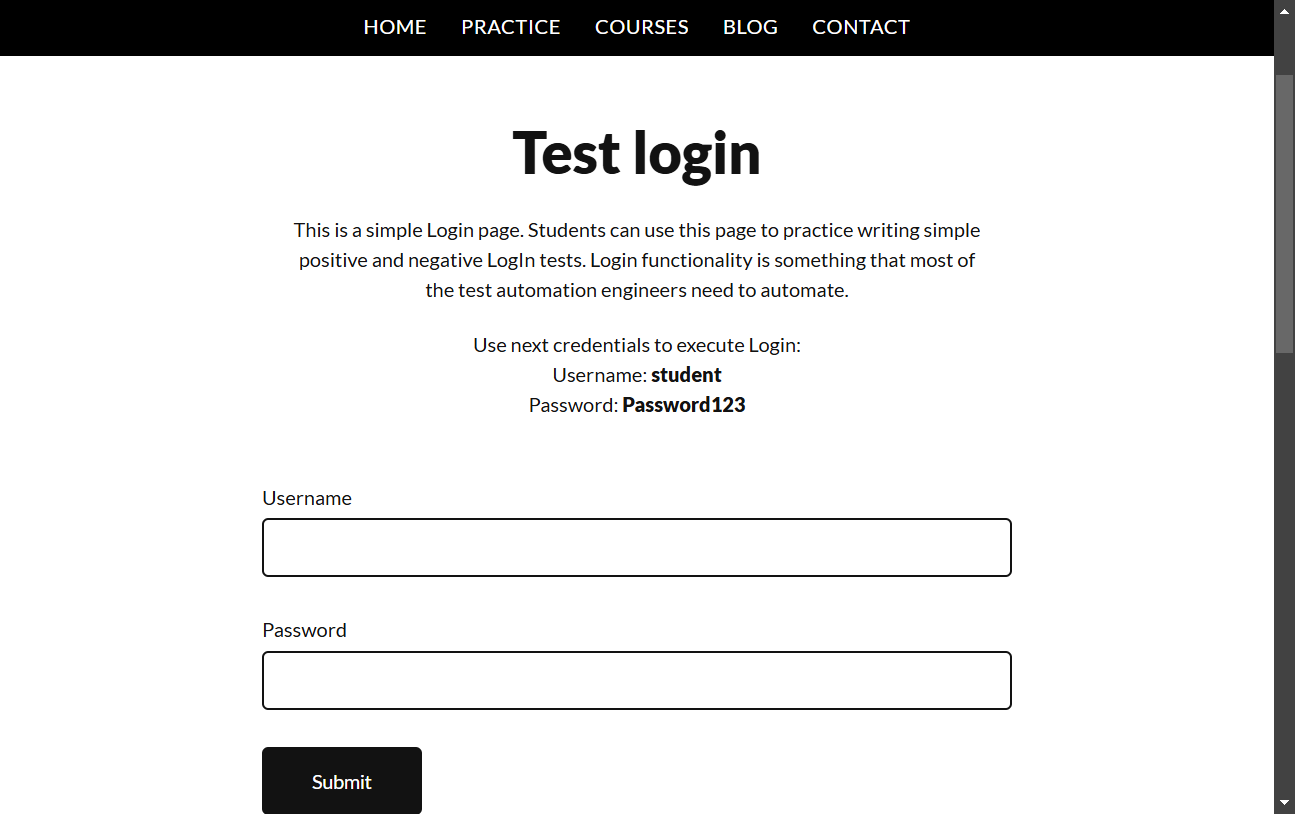 HOME PRACTICE COURSES BLOG CONTACT
Test login
This is a simple Login page. Students can use this page to practice writing simple
positive and negative LogIn tests. Login functionality is something that most of
the test automation engineers need to automate.
Use next credentials to execute Login:
Username: student
Password: Password123
Username
Password
Submit